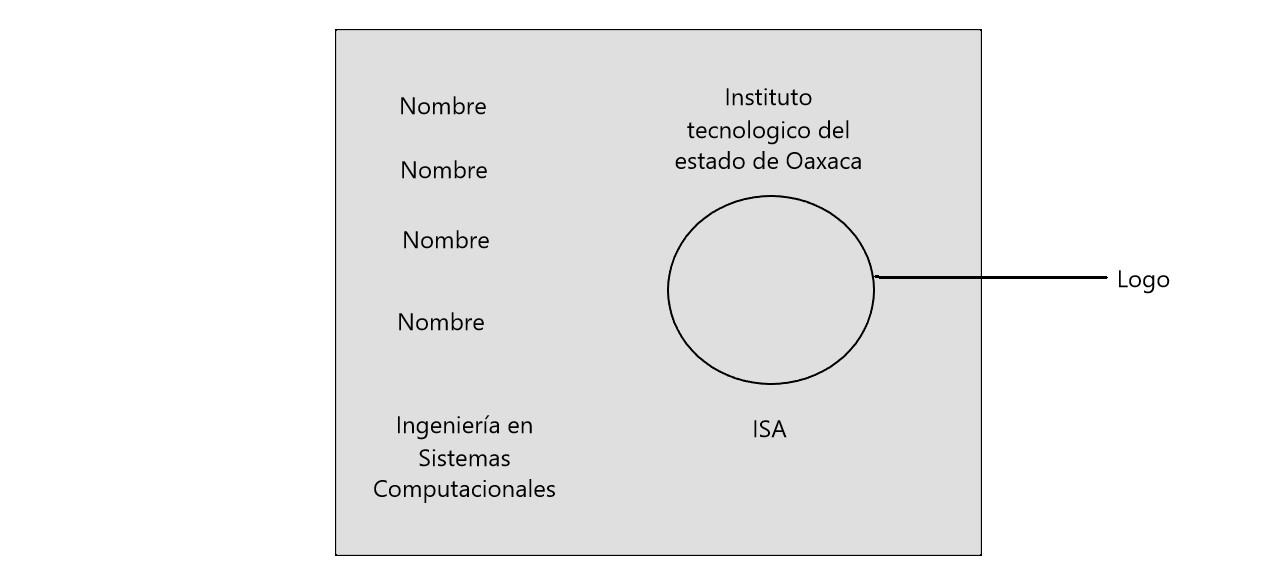 Nombre
Nombre
Nombre
Nombre
Ingeniería en
Sistemas
Computacionales
Instituto
tecnologico del
estado de Oaxaca
ISA
Logo